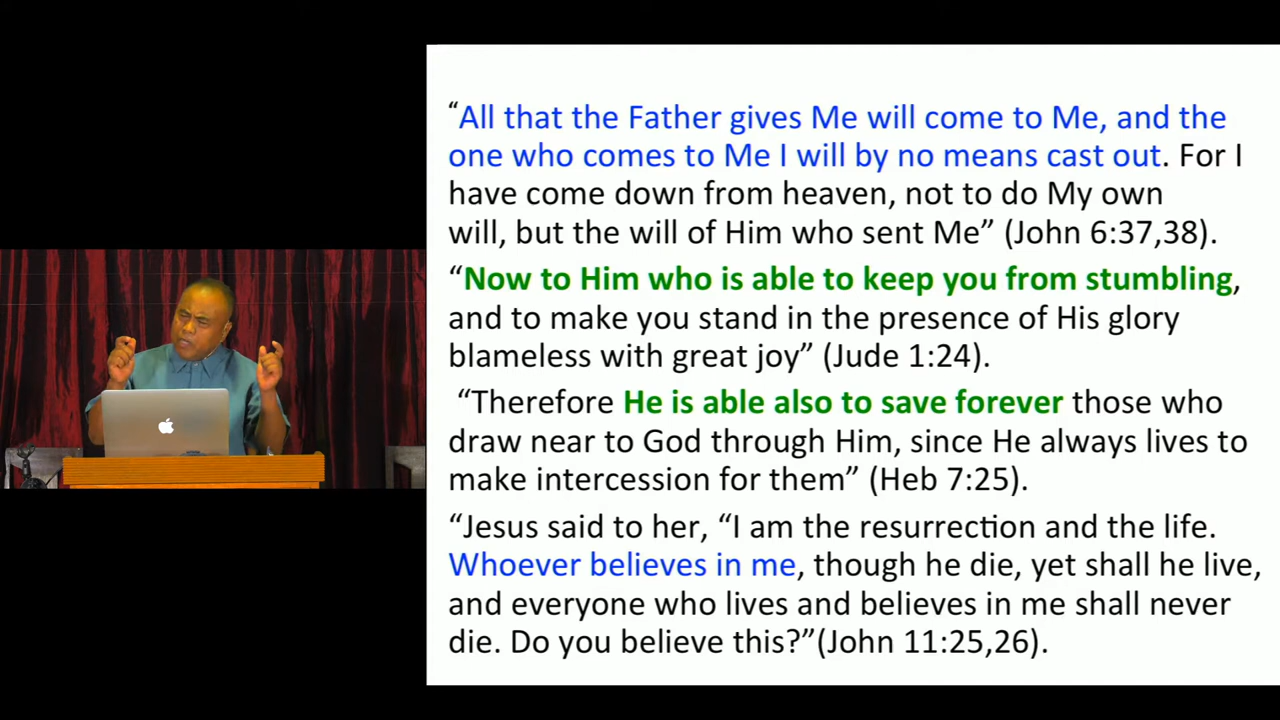 “All that the Father gives Me will come to Me, and the
one who comes to Me I will by no means cast out. For I
have come down from heaven, not to do My own
will, but the will of Him who sent Me” (John 6:37,38).
“Now to Him who is able to keep you from stumbling,
and to make you stand in the presence of His glory
blameless with great joy” (Jude 1:24).
“Therefore He is able also to save forever those who
draw near to God through Him, since He always lives to
make intercession for them” (Heb 7:25).
“Jesus said to her, “I am the resurrection and the life.
Whoever believes in me, though he die, yet shall he live,
and everyone who lives and believes in me shall never
die. Do you believe this?”(John 11:25,26).